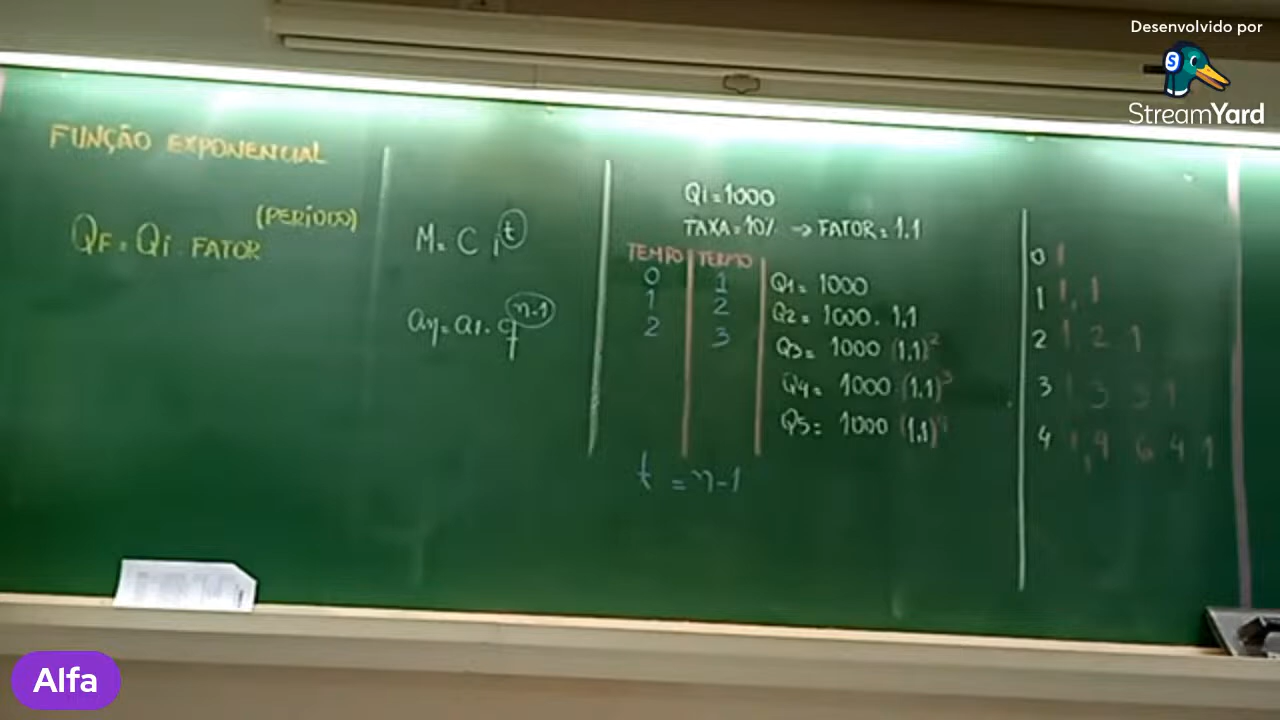 Desenvolvido por
StreamYard
FUNÇÃO EXPONENCIAL
(PERÍODO)
QF = Qi . FATOR
M = C i^t
an = a1 . q^n-1
Qi = 1000
TAXA = 10% → FATOR = 1.1
TEMPO TERMO
0 1
1 2
2 3
Q1 = 1000
Q2 = 1000 . 1,1
Q3 = 1000 (1,1)^2
Q4 = 1000 (1,1)^3
Q5 = 1000 (1,1)^4
t = n-1
0 1
1 1, 1
2 1 2 1
3 1 3 3 1
4 1, 4 6 4 1
Alfa